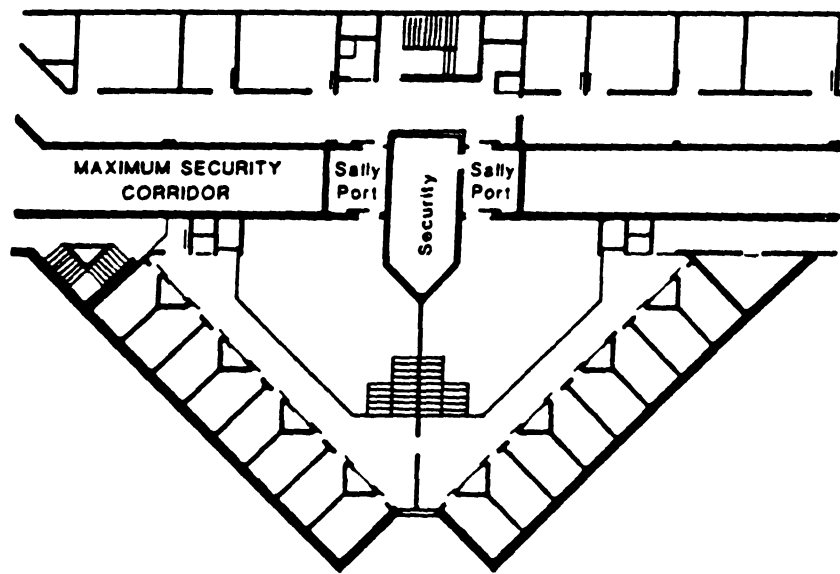 MAXIMUM SECURITY
CORRIDOR
Sally
Port
Security
Sally
Port